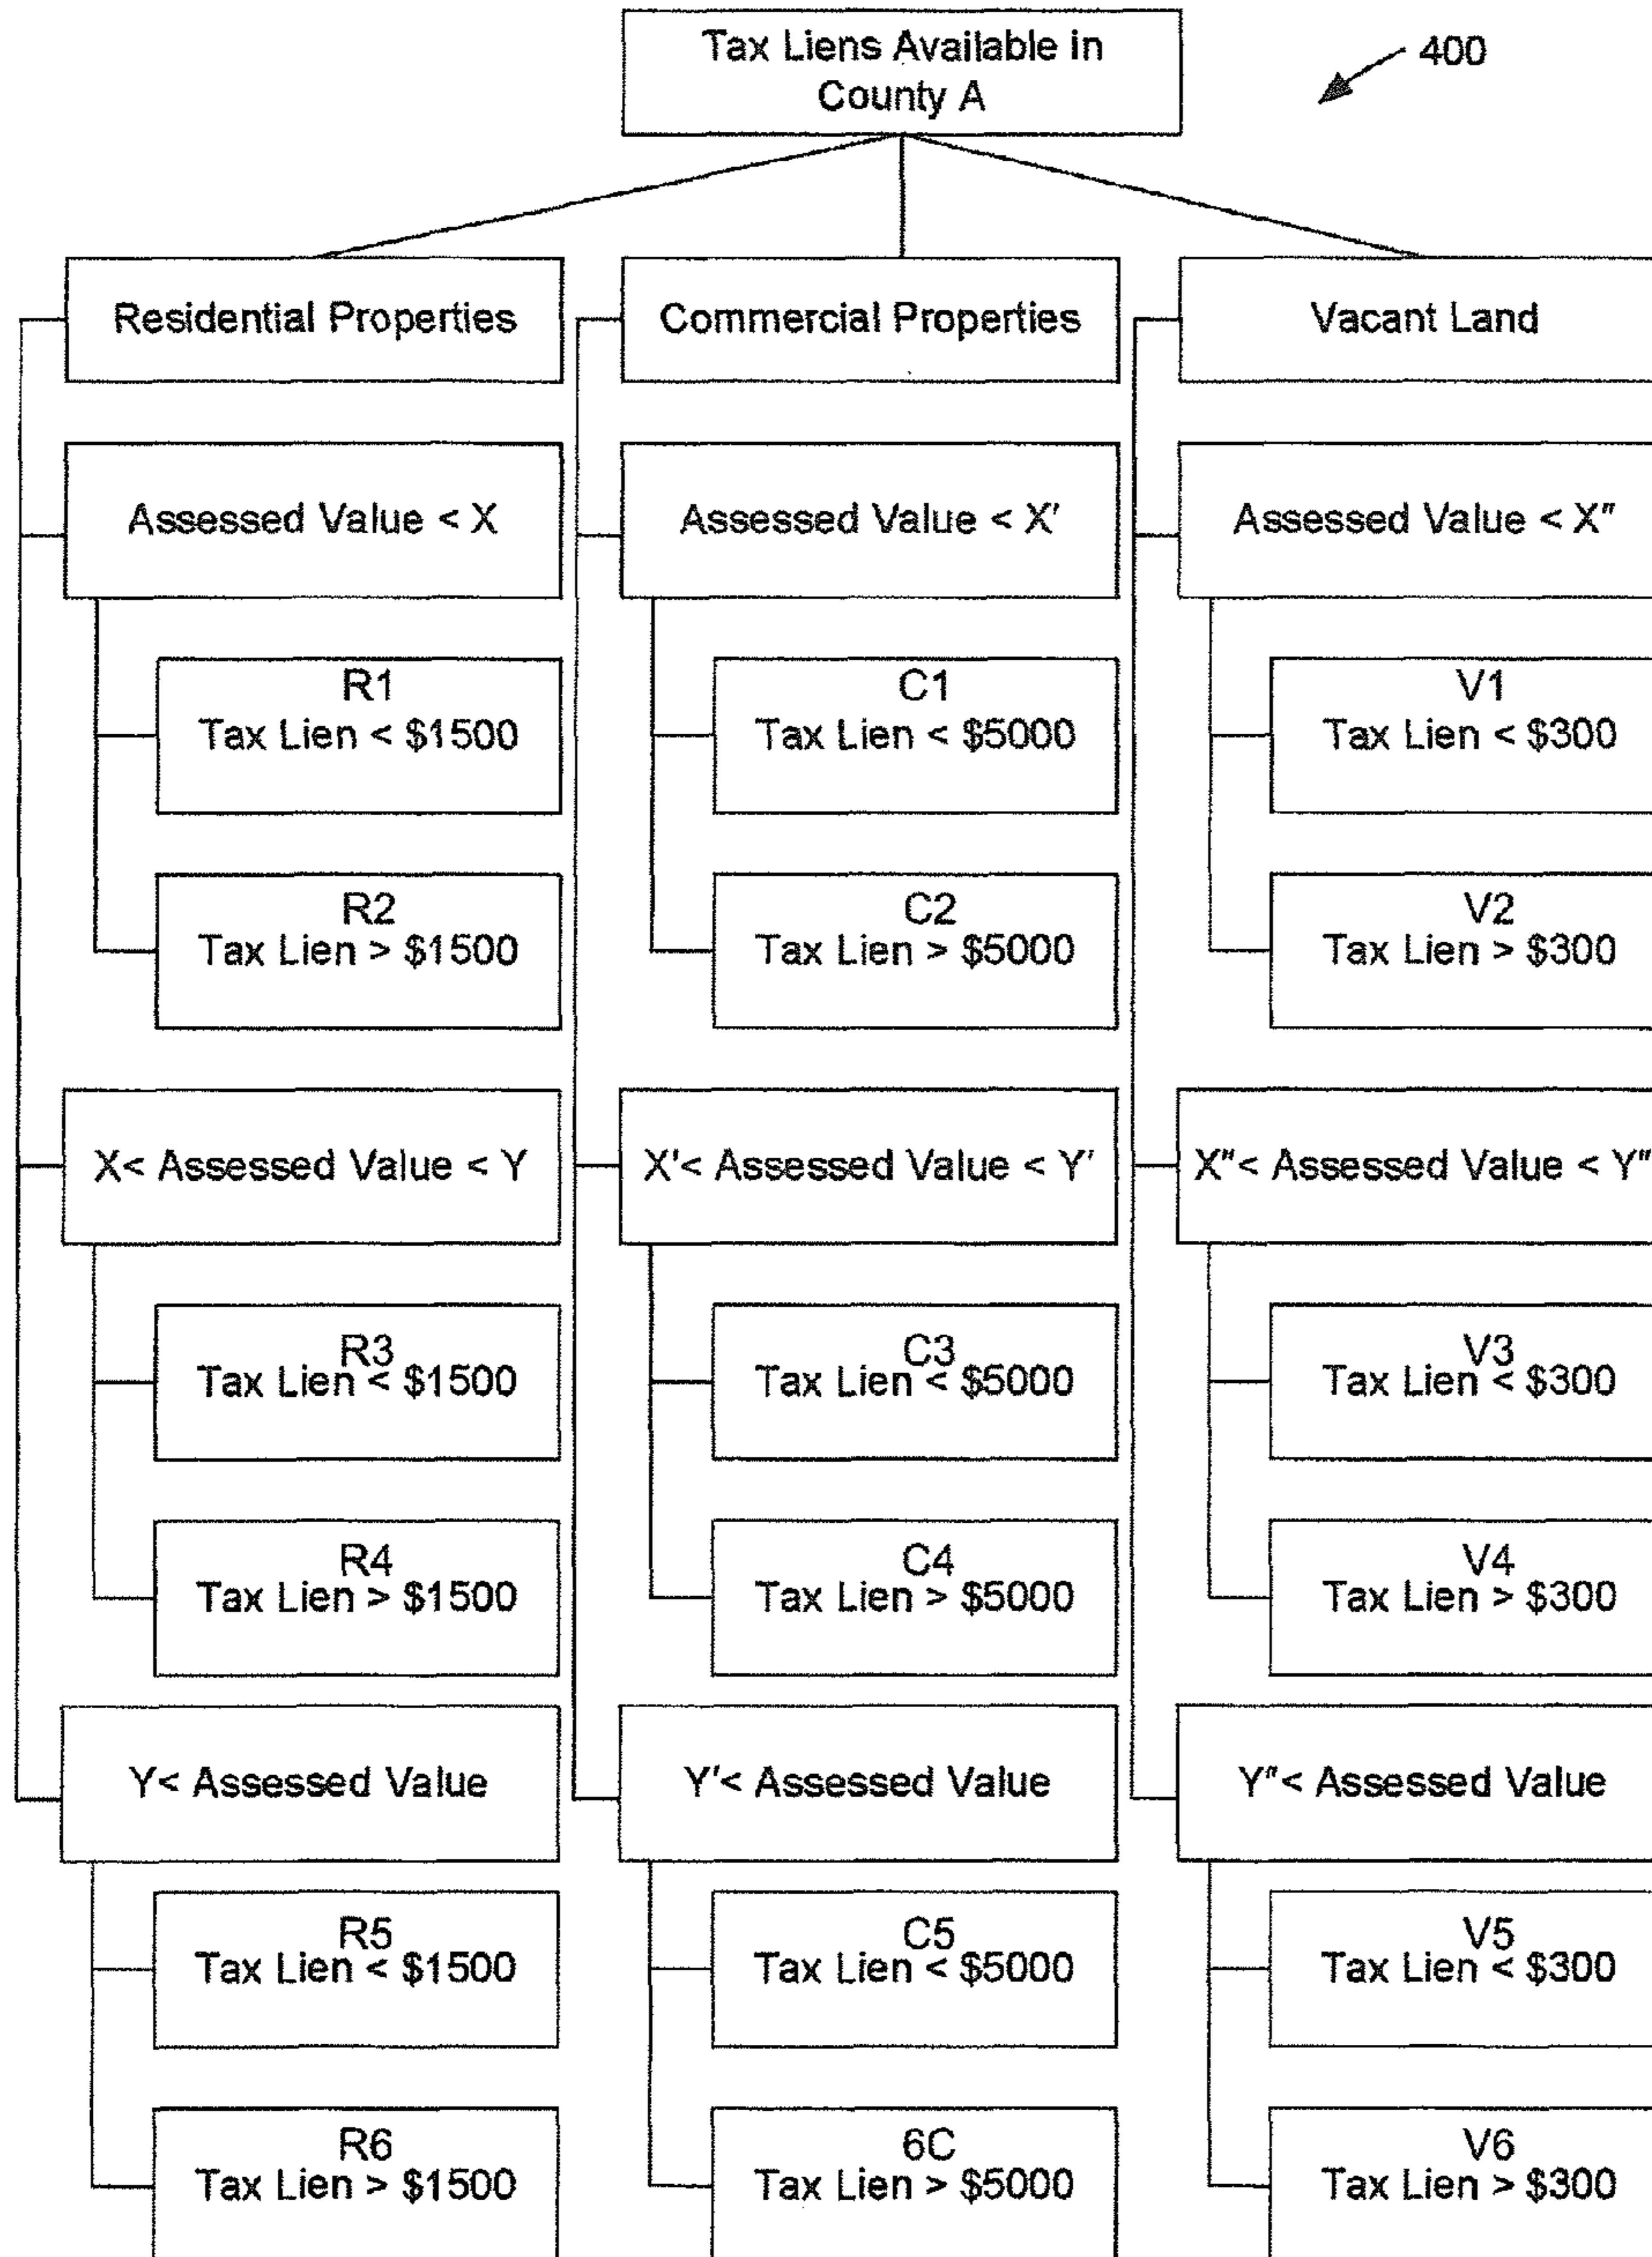 Tax Liens Available in
County A
400
Residential Properties
Commercial Properties
Vacant Land
Assessed Value < X
Assessed Value < X'
Assessed Value < X"
R1
Tax Lien < $1500
C1
Tax Lien < $5000
V1
Tax Lien < $300
R2
Tax Lien > $1500
C2
Tax Lien > $5000
V2
Tax Lien > $300
X< Assessed Value < Y
X'< Assessed Value < Y'
X"< Assessed Value < Y"
R3
Tax Lien < $1500
C3
Tax Lien < $5000
V3
Tax Lien < $300
R4
Tax Lien > $1500
C4
Tax Lien > $5000
V4
Tax Lien > $300
Y< Assessed Value
Y'< Assessed Value
Y"< Assessed Value
R5
Tax Lien < $1500
C5
Tax Lien < $5000
V5
Tax Lien < $300
R6
Tax Lien > $1500
6C
Tax Lien > $5000
V6
Tax Lien > $300